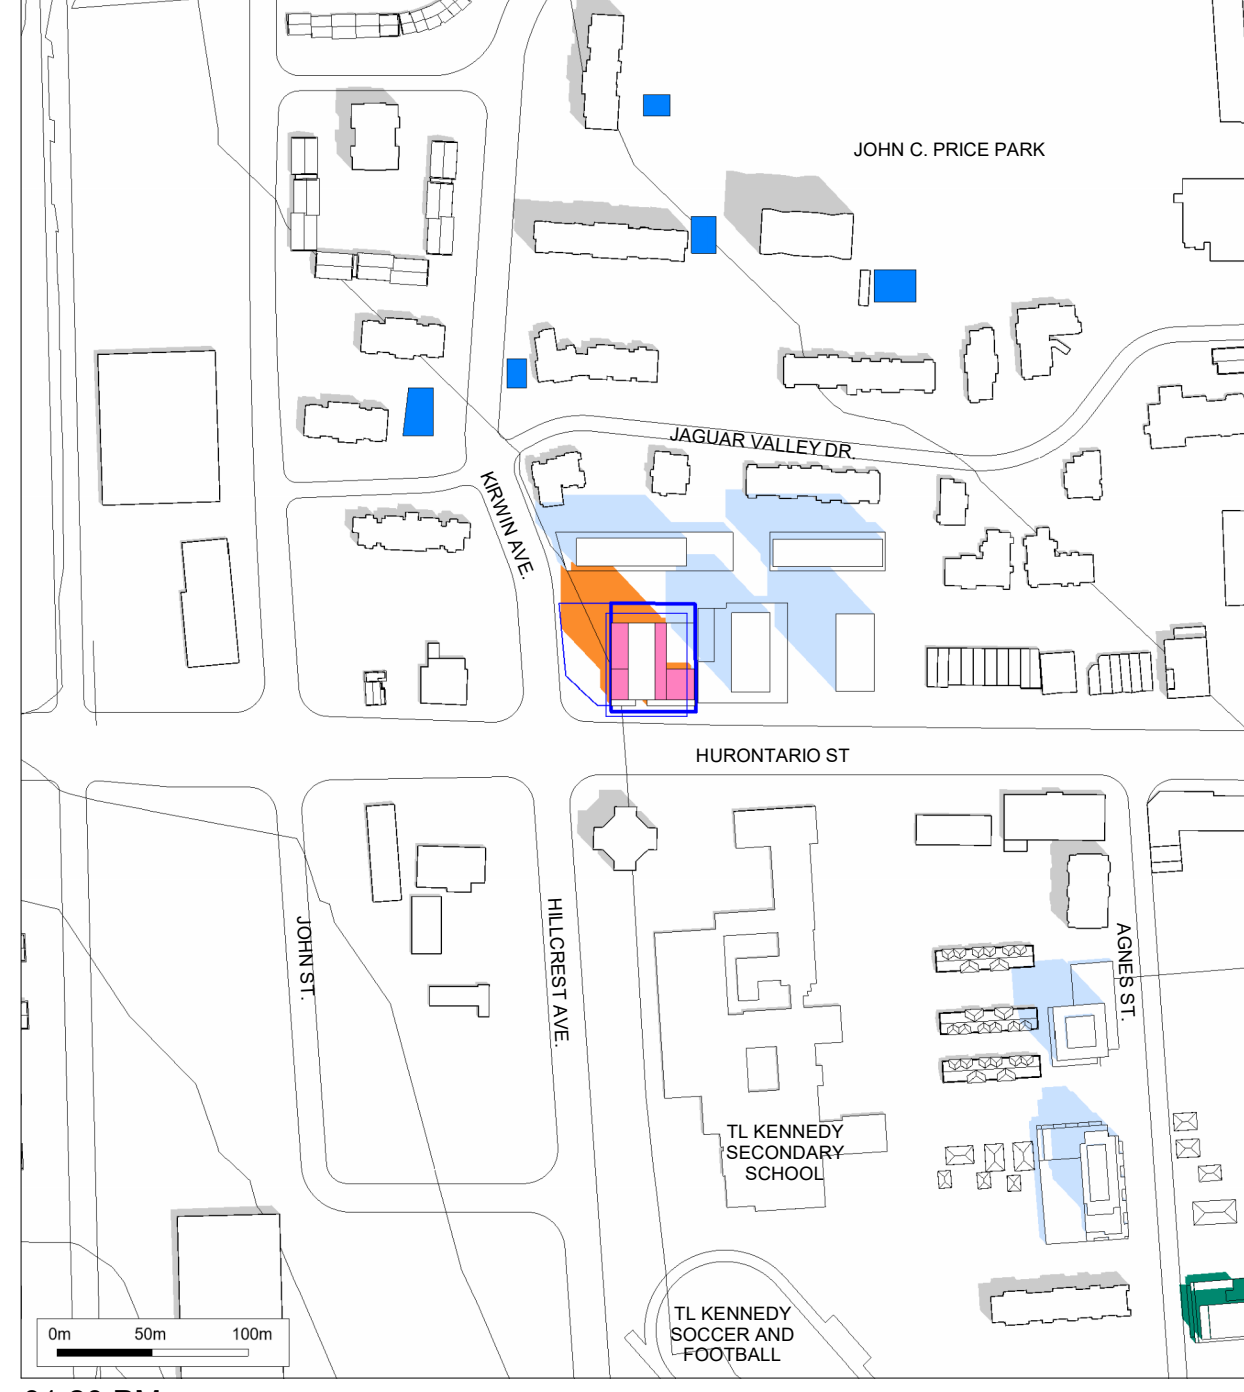 JOHN C. PRICE PARK
JAGUAR VALLEY DR.
KIRWIN AVE.
HURONTARIO ST
JOHN ST.
HILLCREST AVE.
AGNES ST.
TL KENNEDY
SECONDARY
SCHOOL
TL KENNEDY
SOCCER AND
FOOTBALL
0m 50m 100m